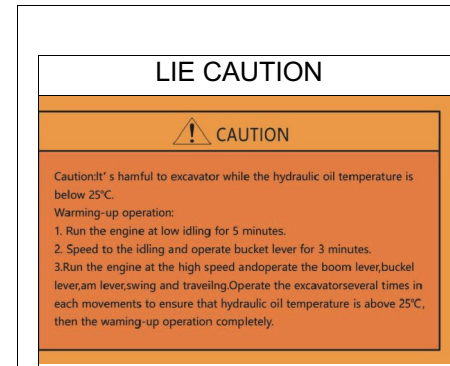 LIE CAUTION
CAUTION
Caution:It's hamful to excavator while the hydraulic oil temperature is
below 25℃.
Warming-up operation:
1. Run the engine at low idling for 5 minutes.
2. Speed to the idling and operate bucket lever for 3 minutes.
3.Run the engine at the high speed andoperate the boom lever,buckel
lever,am lever,swing and traveilng.Operate the excavatorseveral times in
each movements to ensure that hydraulic oil temperature is above 25℃,
then the waming-up operation completely.